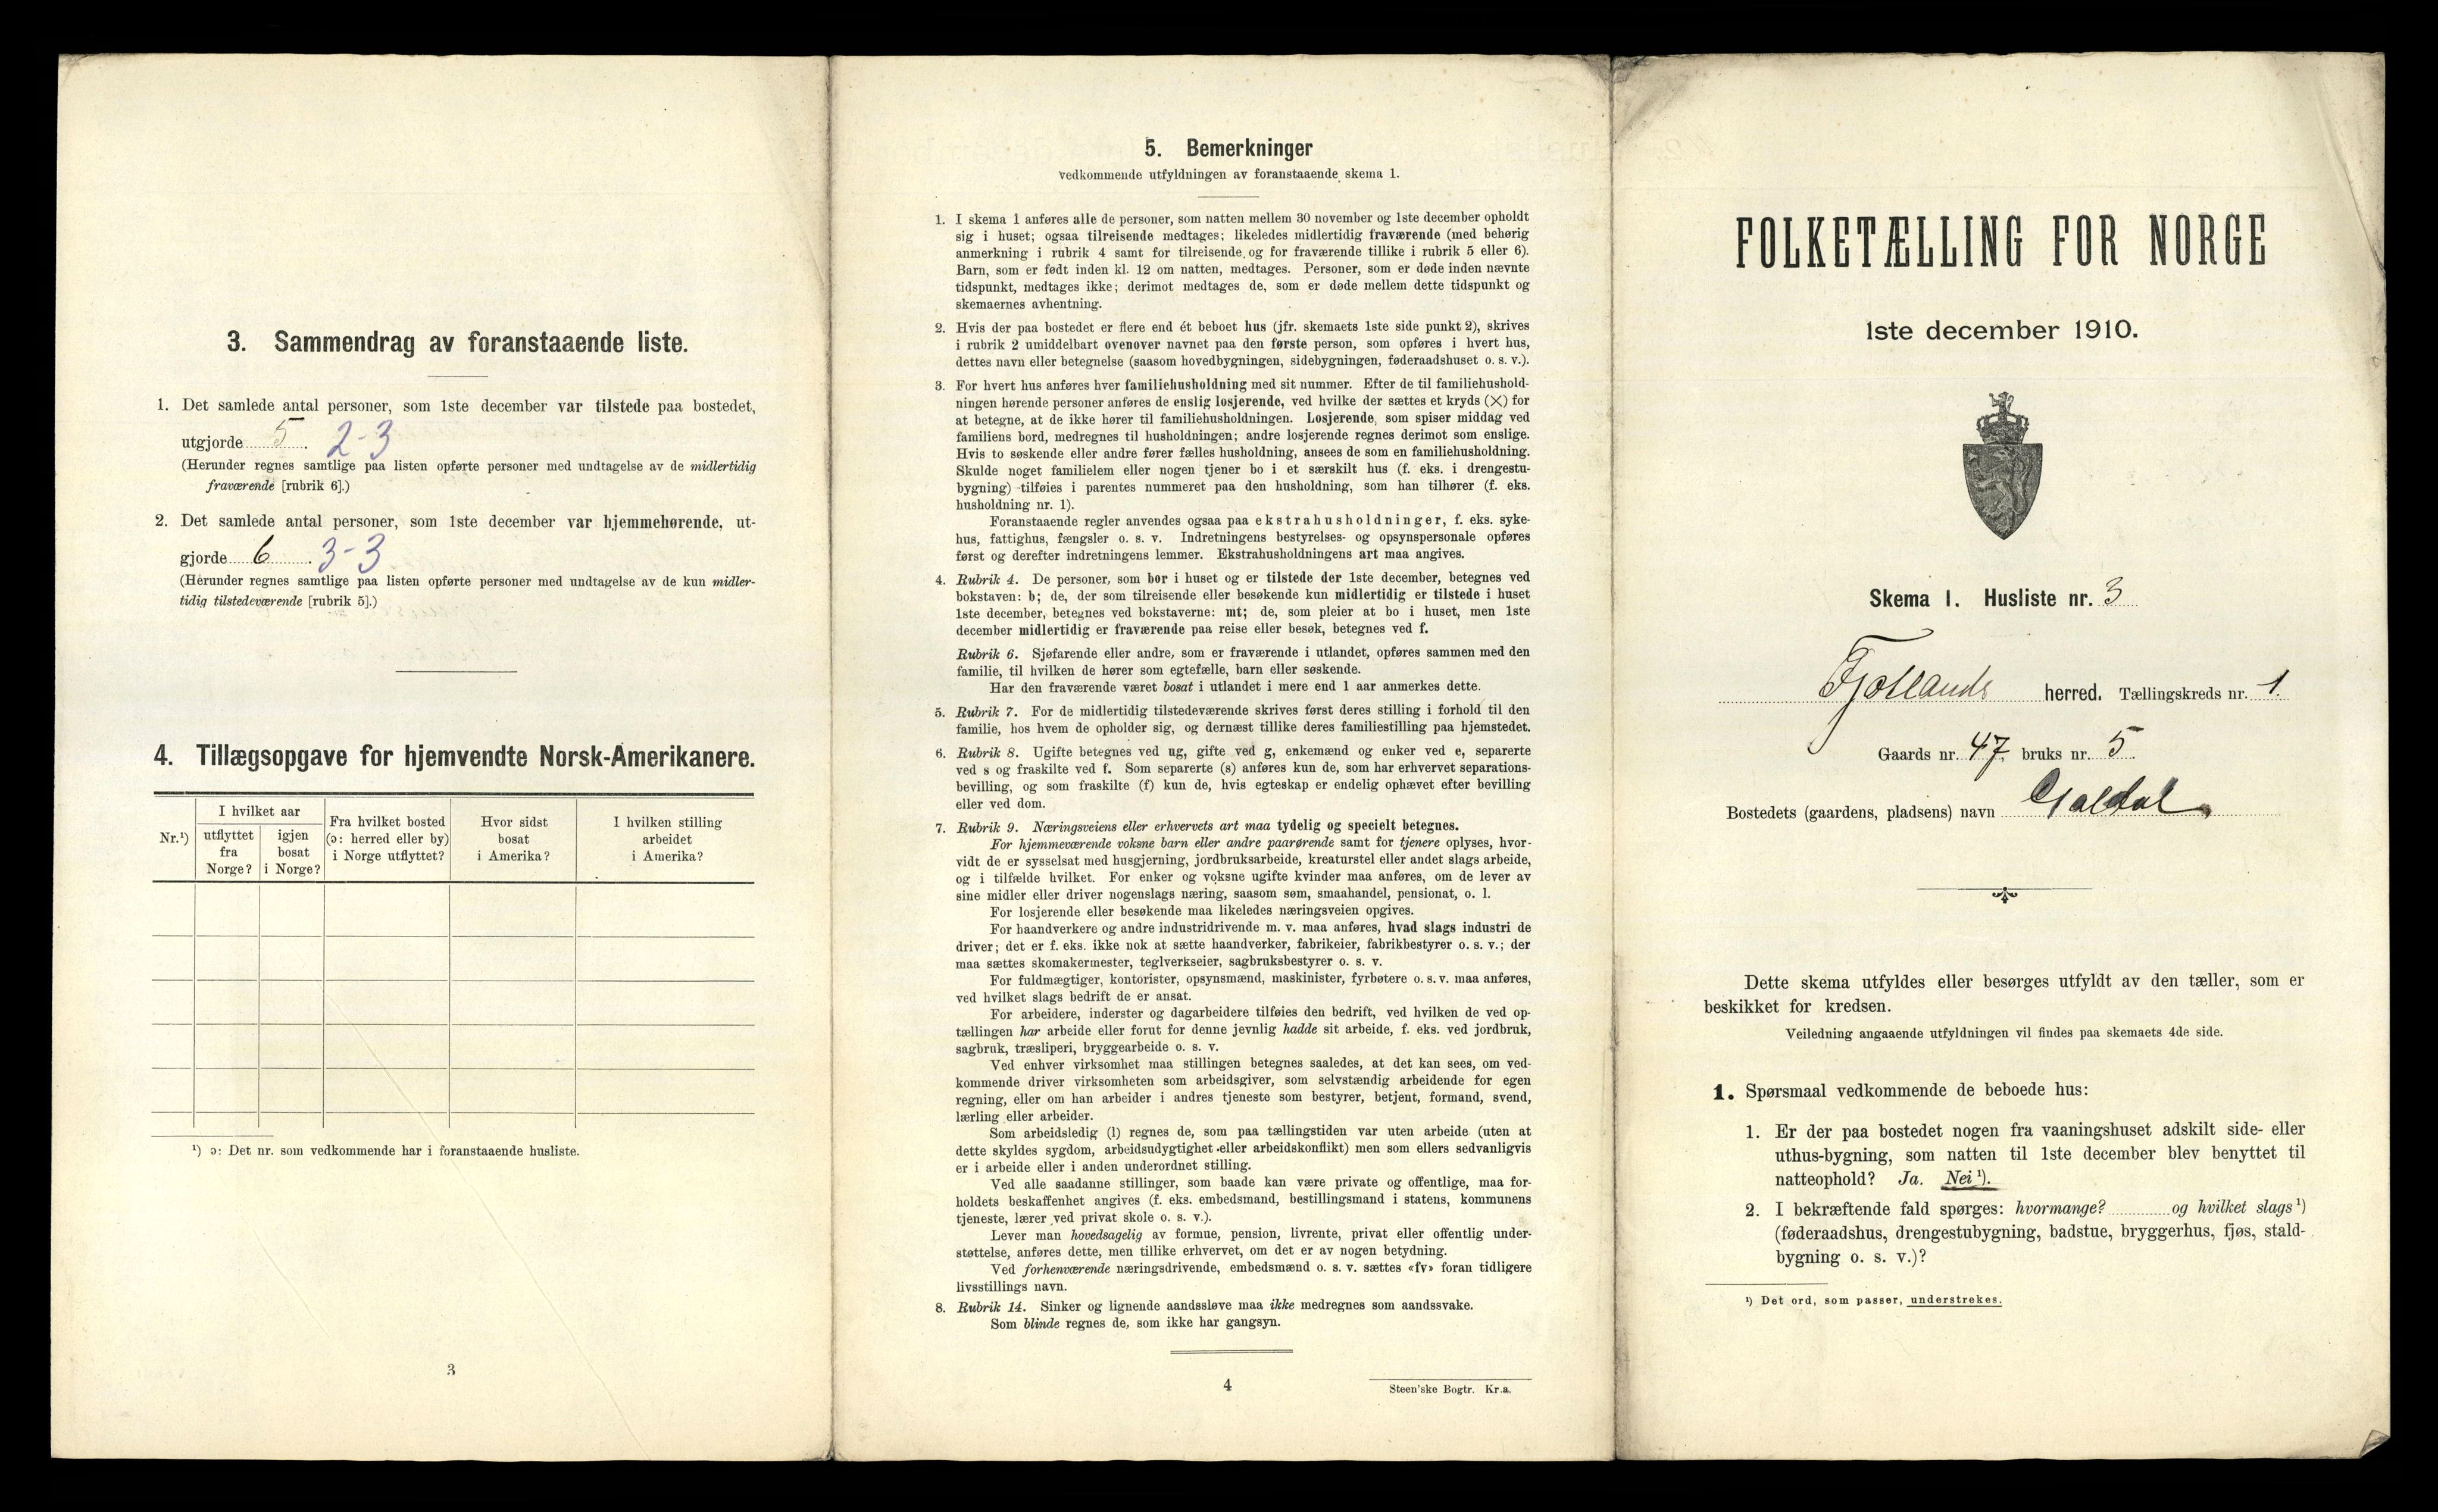 3. Sammendrag av foranstaaende liste.
1. Det samlede antal personer, som 1ste december var tilstede paa bostedet,
utgjorde 5. 2-3
(Herunder regnes samtlige paa listen opførte personer med undtagelse av de midlertidig
fraværende [rubrik 6].)
2. Det samlede antal personer, som 1ste december var hjemmehørende, ut-
gjorde 6. 3-3
(Herunder regnes samtlige paa listen opførte personer med undtagelse av de kun midler-
tidig tilstedeværende [rubrik 5].)
4. Tillægsopgave for hjemvendte Norsk-Amerikanere.
Nr.¹)
I hvilket aar
utflyttet
fra
Norge?
igjen
bosat
i Norge?
Fra hvilket bosted
(ɔ: herred eller by)
i Norge utflyttet?
Hvor sidst
bosat
i Amerika?
I hvilken stilling
arbeidet
i Amerika?
¹) ɔ: Det nr. som vedkommende har i foranstaaende husliste.
3
5. Bemerkninger
vedkommende utfyldningen av foranstaaende skema 1.
1. I skema 1 anføres alle de personer, som natten mellem 30 november og 1ste december opholdt
sig i huset; ogsaa tilreisende medtages; likeledes midlertidig fraværende (med behørig
anmerkning i rubrik 4 samt for tilreisende og for fraværende tillike i rubrik 5 eller 6).
Barn, som er født inden kl. 12 om natten, medtages. Personer, som er døde inden nævnte
tidspunkt, medtages ikke; derimot medtages de, som er døde mellem dette tidspunkt og
skemaernes avhentning.
2. Hvis der paa bostedet er flere end ét beboet hus (jfr. skemaets 1ste side punkt 2), skrives
i rubrik 2 umiddelbart ovenover navnet paa den første person, som opføres i hvert hus,
dettes navn eller betegnelse (saasom hovedbygningen, sidebygningen, føderaadshuset o. s. v.).
3. For hvert hus anføres hver familiehusholdning med sit nummer. Efter de til familiehushold-
ningen hørende personer anføres de enslig losjerende, ved hvilke der sættes et kryds (×) for
at betegne, at de ikke hører til familiehusholdningen. Losjerende, som spiser middag ved
familiens bord, medregnes til husholdningen; andre losjerende regnes derimot som enslige.
Hvis to søskende eller andre fører fælles husholdning, ansees de som en familiehusholdning.
Skulde noget familielem eller nogen tjener bo i et særskilt hus (f. eks. i drengestu-
bygning) tilføies i parentes nummeret paa den husholdning, som han tilhører (f. eks.
husholdning nr. 1).
Foranstaaende regler anvendes ogsaa paa ekstrahusholdninger, f. eks. syke-
hus, fattighus, fængsler o. s. v. Indretningens bestyrelses- og opsynspersonale opføres
først og derefter indretningens lemmer. Ekstrahusholdningens art maa angives.
4. Rubrik 4. De personer, som bor i huset og er tilstede der 1ste december, betegnes ved
bokstaven: b; de, der som tilreisende eller besøkende kun midlertidig er tilstede i huset
1ste december, betegnes ved bokstaverne: mt; de, som pleier at bo i huset, men 1ste
december midlertidig er fraværende paa reise eller besøk, betegnes ved f.
Rubrik 6. Sjøfarende eller andre, som er fraværende i utlandet, opføres sammen med den
familie, til hvilken de hører som egtefælle, barn eller søskende.
Har den fraværende været bosat i utlandet i mere end 1 aar anmerkes dette.
5. Rubrik 7. For de midlertidig tilstedeværende skrives først deres stilling i forhold til den
familie, hos hvem de opholder sig, og dernæst tillike deres familiestilling paa hjemstedet.
6. Rubrik 8. Ugifte betegnes ved ug, gifte ved g, enkemænd og enker ved e, separerte
ved s og fraskilte ved f. Som separerte (s) anføres kun de, som har erhvervet separations-
bevilling, og som fraskilte (f) kun de, hvis egteskap er endelig ophævet efter bevilling
eller ved dom.
7. Rubrik 9. Næringsveiens eller erhvervets art maa tydelig og specielt betegnes.
For hjemmeværende voksne barn eller andre paarørende samt for tjenere oplyses, hvor-
vidt de er sysselsat med husgjerning, jordbruksarbeide, kreaturstel eller andet slags arbeide,
og i tilfælde hvilket. For enker og voksne ugifte kvinder maa anføres, om de lever av
sine midler eller driver nogenslags næring, saasom søm, smaahandel, pensionat, o. l.
For losjerende eller besøkende maa likeledes næringsveien opgives.
For haandverkere og andre industridrivende m. v. maa anføres, hvad slags industri de
driver; det er f. eks. ikke nok at sætte haandverker, fabrikeier, fabrikbestyrer o. s. v.; der
maa sættes skomakermester, teglverkseier, sagbruksbestyrer o. s. v.
For fuldmægtiger, kontorister, opsynsmænd, maskinister, fyrbøtere o. s. v. maa anføres,
ved hvilket slags bedrift de er ansat.
For arbeidere, inderster og dagarbeidere tilføies den bedrift, ved hvilken de ved op-
tællingen har arbeide eller forut for denne jevnlig hadde sit arbeide, f. eks. ved jordbruk,
sagbruk, træsliperi, bryggearbeide o. s. v.
Ved enhver virksomhet maa stillingen betegnes saaledes, at det kan sees, om ved-
kommende driver virksomheten som arbeidsgiver, som selvstændig arbeidende for egen
regning, eller om han arbeider i andres tjeneste som bestyrer, betjent, formand, svend,
lærling eller arbeider.
Som arbeidsledig (l) regnes de, som paa tællingstiden var uten arbeide (uten at
dette skyldes sygdom, arbeidsudygtighet eller arbeidskonflikt) men som ellers sedvanligvis
er i arbeide eller i anden underordnet stilling.
Ved alle saadanne stillinger, som baade kan være private og offentlige, maa for-
holdets beskaffenhet angives (f. eks. embedsmand, bestillingsmand i statens, kommunens
tjeneste, lærer ved privat skole o. s. v.).
Lever man hovedsagelig av formue, pension, livrente, privat eller offentlig under-
støttelse, anføres dette, men tillike erhvervet, om det er av nogen betydning.
Ved forhenværende næringsdrivende, embedsmænd o. s. v. sættes «fv» foran tidligere
livsstillings navn.
8. Rubrik 14. Sinker og lignende aandssløve maa ikke medregnes som aandssvake.
Som blinde regnes de, som ikke har gangsyn.
4
Steen'ske Bogtr. Kr.a.
FOLKETÆLLING FOR NORGE
1ste december 1910.
Skema 1. Husliste nr. 3
Fjotlands herred. Tællingskreds nr. 1.
Gaards nr. 47, bruks nr. 5.
Bostedets (gaardens, pladsens) navn Galdal
Dette skema utfyldes eller besørges utfyldt av den tæller, som er
beskikket for kredsen.
Veiledning angaaende utfyldningen vil findes paa skemaets 4de side.
1. Spørsmaal vedkommende de beboede hus:
1. Er der paa bostedet nogen fra vaaningshuset adskilt side- eller
uthus-bygning, som natten til 1ste december blev benyttet til
natteophold? Ja. Nei ¹).
2. I bekræftende fald spørges: hvormange? og hvilket slags ¹)
(føderaadshus, drengestubygning, badstue, bryggerhus, fjøs, stald-
bygning o. s. v.)?
¹) Det ord, som passer, understrekes.